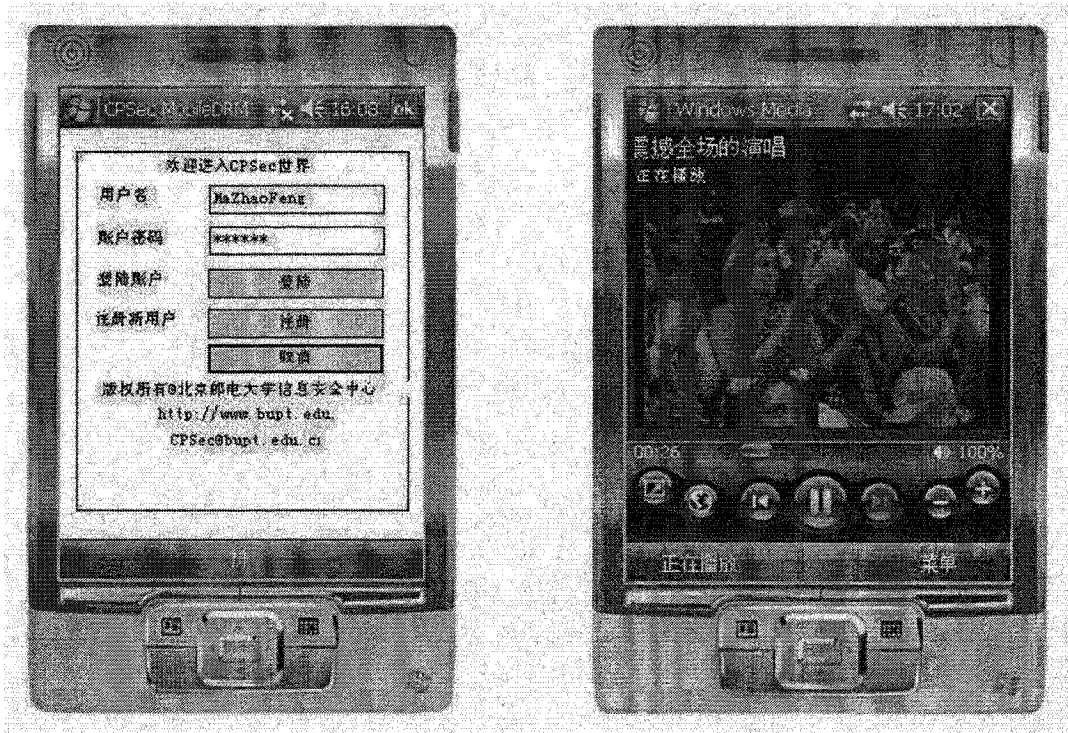 CPSec MobileDRM 16:08 ok
欢迎进入CPSec世界
用户名 MaZhaoFeng
账户密码 ******
登陆账户 登陆
注册新用户 注册
取消
版权所有@北京邮电大学信息安全中心
http://www.bupt.edu.
CPSec@bupt.edu.cn
Windows Media 17:02
震撼全场的演唱
正在播放
00:26 100%
正在播放 菜单